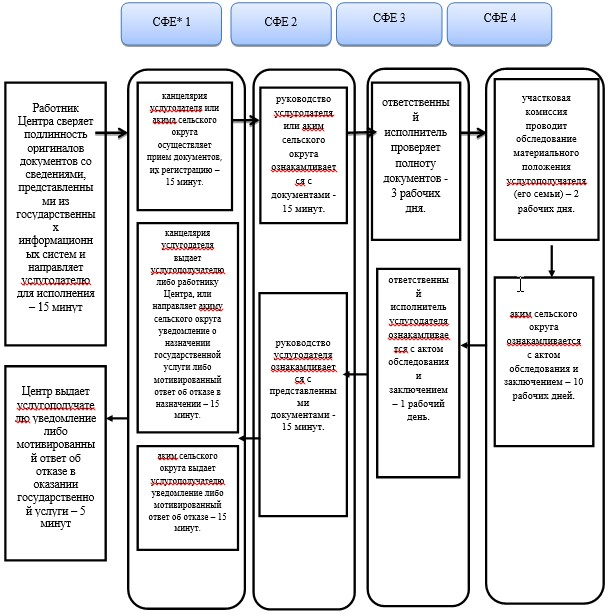 СФЕ* 1
СФЕ 2
СФЕ 3
СФЕ 4
Работник
Центра сверяет
подлинность
оригиналов
документов со
сведениями,
представленны
ми из
государственны
х
информационн
ых систем и
направляет
услугодателю
для исполнения
– 15 минут
канцелярия
услугодателя или
акима сельского
округа
осуществляет
прием документов,
их регистрацию –
15 минут.
руководство
услугодателя
или аким
сельского
округа
ознакамливает
ся с
документами -
15 минут.
ответственны
й
исполнитель
проверяет
полноту
документов -
3 рабочих
дня.
участковая
комиссия
проводит
обследование
материального
положения
услугополучателя
(его семьи) – 2
рабочих дня.
аким сельского
округа
ознакамливается
с актом
обследования и
заключением – 10
рабочих дней.
ответственны
й
исполнитель
услугодателя
ознакамливае
тся с актом
обследования
и
заключением
– 1 рабочий
день.
руководство
услугодателя
ознакамливает
ся с
представленны
ми
документами -
15 минут.
канцелярия
услугодателя
выдает
услугополучателю
либо работнику
Центра, или
направляет акиму
сельского округа
уведомление о
назначении
государственной
услуги либо
мотивированный
ответ об отказе в
назначении – 15
минут.
аким сельского
округа выдает
услугополучателю
уведомление либо
мотивированный
ответ об отказе – 15
минут.
Центр выдает
услугополучате
лю уведомление
либо
мотивированны
й ответ об
отказе в
оказании
государственно
й услуги – 5
минут